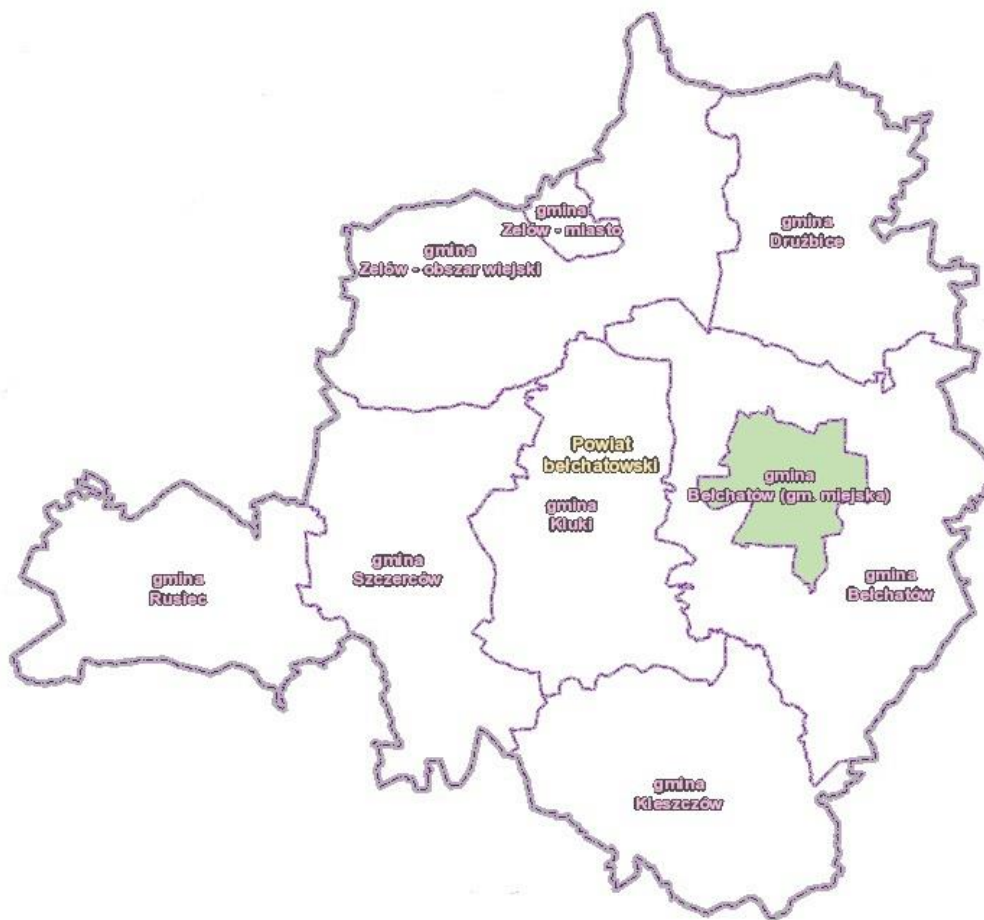 gmina
Zelów - miasto
gmina
Drużbice
gmina
Zelów - obszar wiejski
Powiat
bełchatowski
gmina
Bełchatów (gm. miejska)
gmina
Kluki
gmina
Szczerców
gmina
Rusiec
gmina
Bełchatów
gmina
Kleszczów